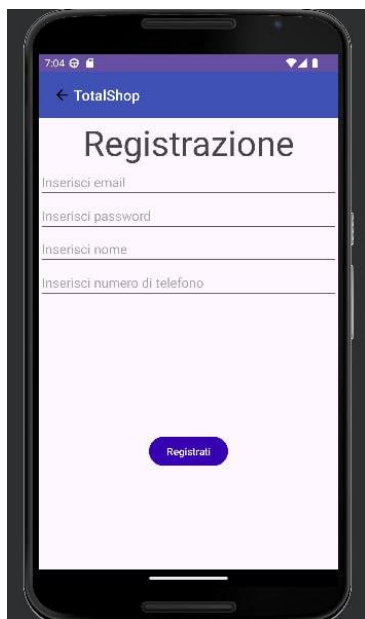 7:04
← TotalShop
Registrazione
Inserisci email
Inserisci password
Inserisci nome
Inserisci numero di telefono
Registrati